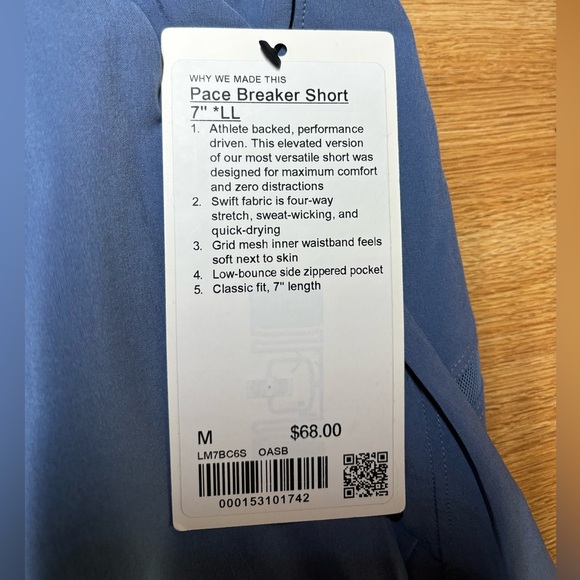 WHY WE MADE THIS
Pace Breaker Short
7" *LL
1. Athlete backed, performance
driven. This elevated version
of our most versatile short was
designed for maximum comfort
and zero distractions
2. Swift fabric is four-way
stretch, sweat-wicking, and
quick-drying
3. Grid mesh inner waistband feels
soft next to skin
4. Low-bounce side zippered pocket
5. Classic fit, 7" length
M $68.00
LM7BC6S OASB
000153101742